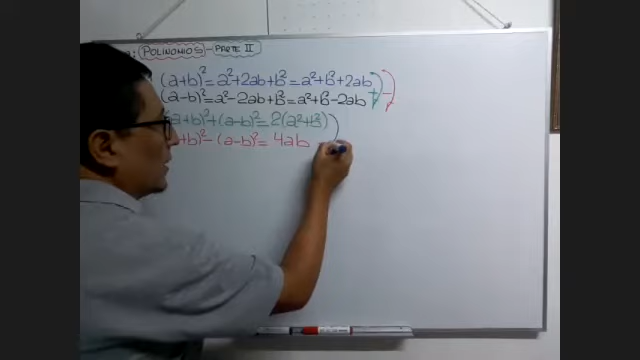 POLINOMIOS - PARTE II
(a+b)² = a²+2ab+b² = a²+b²+2ab + -
(a-b)² = a²-2ab+b² = a²+b²-2ab
a+b)²+(a-b)² = 2(a²+b²)
+b)²-(a-b)² = 4ab